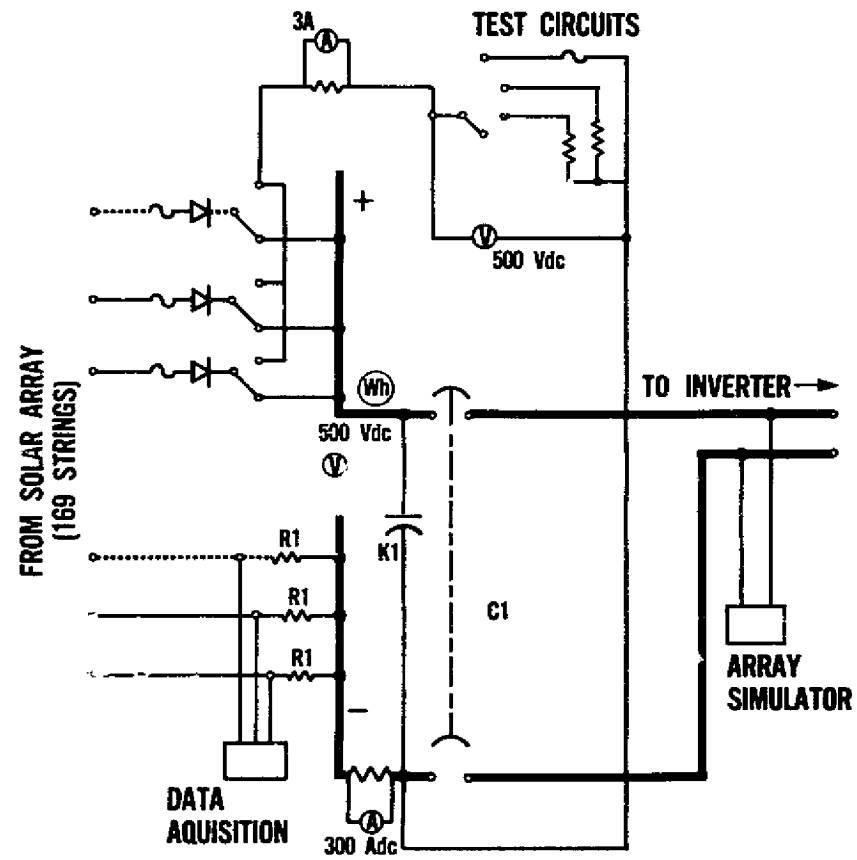 3A
A
TEST CIRCUITS
+
V
500 Vdc
FROM SOLAR ARRAY
(169 STRINGS)
Wh
TO INVERTER
500 Vdc
V
R1
K1
R1
C1
R1
ARRAY
SIMULATOR
−
DATA
AQUISITION
A
300 Adc